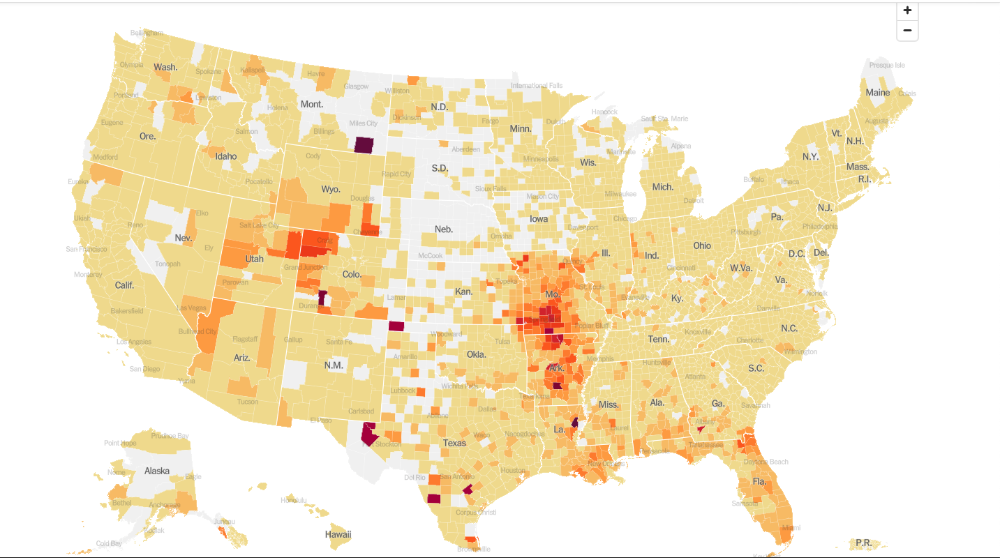 +
−
Bellingham
Olympia
Wash.
Spokane
Kallispell
Havre
Glasgow
Williston
International Falls
Presque Isle
Maine
Calais
Portland
Lewiston
Helena
Mont.
N.D.
Dickinson
Fargo
Minn.
Duluth
Hancock
Sault Ste. Marie
Augusta
Eugene
Ore.
Salmon
Billings
Miles City
Vt.
N.H.
Medford
Idaho
Cody
Aberdeen
Minneapolis
Wis.
Marinette
Alpena
N.Y.
Mass.
R.I.
Eureka
Pocatello
Wyo.
Rapid City
S.D.
Sioux Falls
Milwaukee
Mich.
Detroit
Buffalo
Ithaca
Douglas
Mason City
N.J.
Ukiah
Reno
Elko
Salt Lake City
Cheyenne
Neb.
Omaha
Iowa
Davenport
Chicago
Pa.
Philadelphia
Pittsburgh
San Francisco
Nev.
Ely
Craig
Utah
Grand Junction
McCook
Quincy
Ill.
Ind.
Ohio
Cincinnati
D.C.
Del.
W.Va.
Monterey
Tonopah
Calif.
Parowan
Colo.
Lamar
Kan.
Topeka
Mo.
St. Louis
Evansville
Ky.
Va.
Norfolk
Bakersfield
Las Vegas
Danville
Poplar Bluff
Bullhead City
Flagstaff
Gallup
Santa Fe
Woodward
Tulsa
Knoxville
N.C.
Los Angeles
Tenn.
Charlotte
Wilmington
San Diego
Ariz.
N.M.
Amarillo
Okla.
Ark.
Memphis
Huntsville
S.C.
Yuma
Tucson
Carlsbad
Lubbock
Wichita Falls
Texarkana
Miss.
Ala.
Atlanta
Ga.
Savannah
El Paso
Abilene
Dallas
La.
Laurel
Albany
Stockton
Texas
Waco
Nacogdoches
Pensacola
Tallahassee
Point Hope
Prudhoe Bay
Alaska
Nome
Eagle
Del Rio
San Antonio
Houston
New Orleans
Daytona Beach
Fla.
Bethel
Anchorage
Honolulu
Corpus Christi
Sarasota
Juneau
Kodiak
Cold Bay
Hawaii
Brownsville
Miami
Key West
P.R.